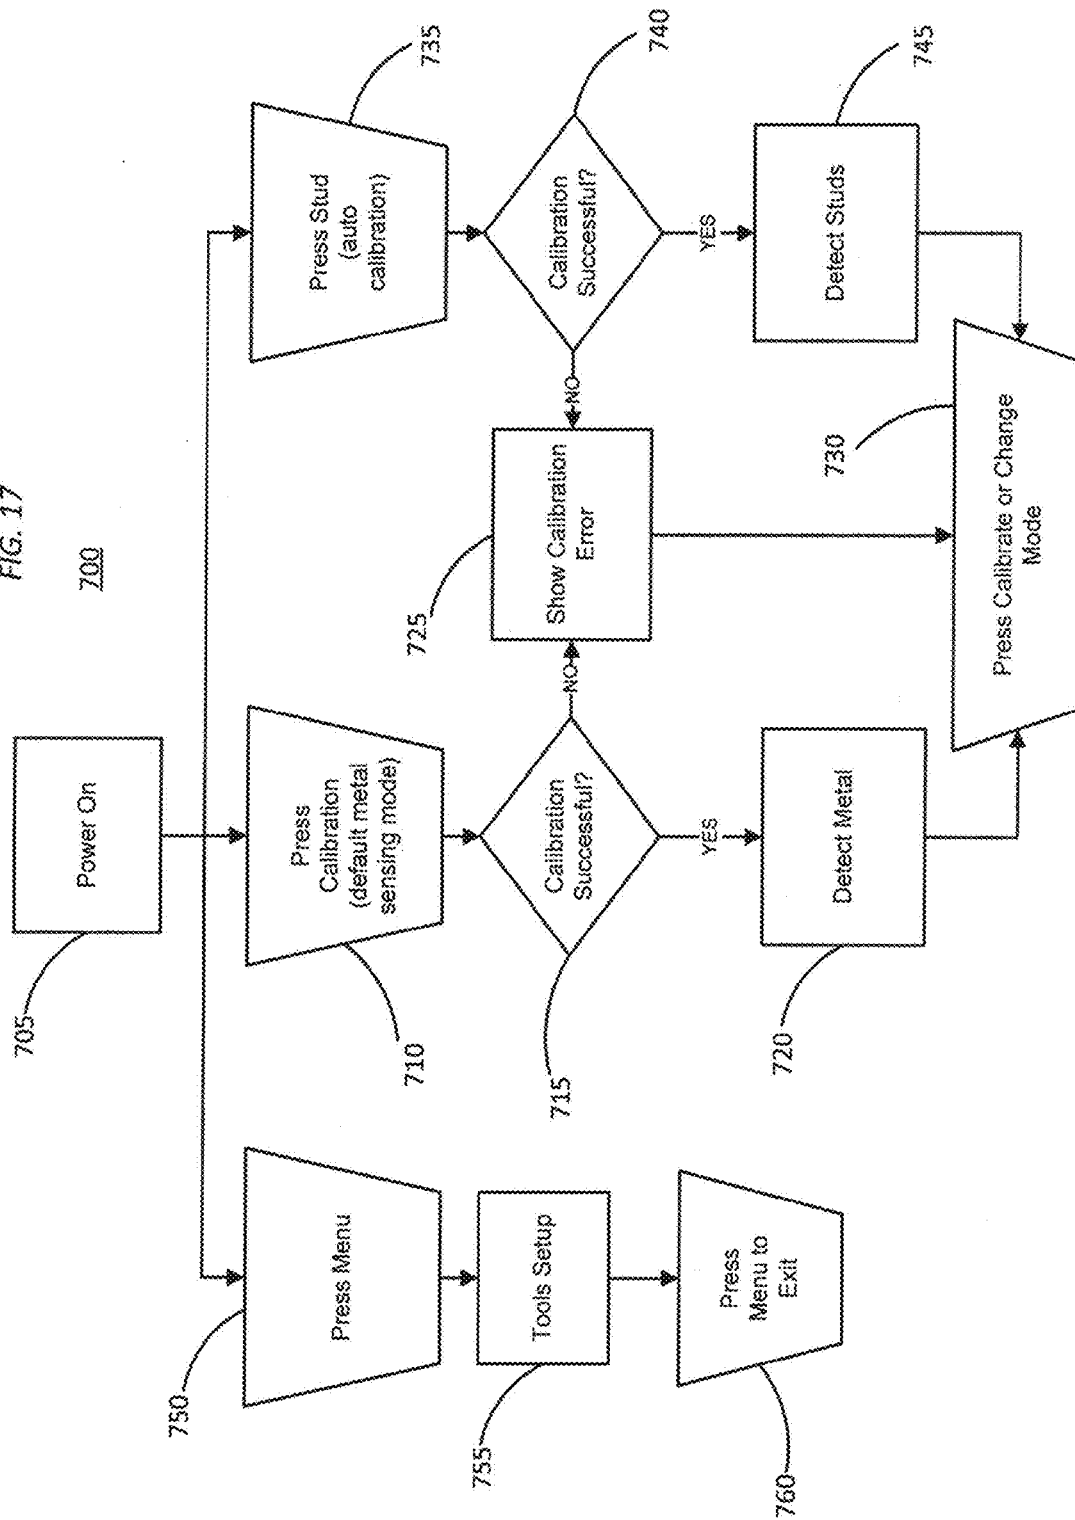 FIG. 17
700
705
Power On
750
Press Menu
755
Tools Setup
760
Press
Menu to
Exit
710
Press
Calibration
(default metal
sensing mode)
715
Calibration
Successful?
NO
YES
720
Detect Metal
725
Show Calibration
Error
735
Press Stud
(auto
calibration)
740
Calibration
Successful?
NO
YES
745
Detect Studs
730
Press Calibrate or Change
Mode